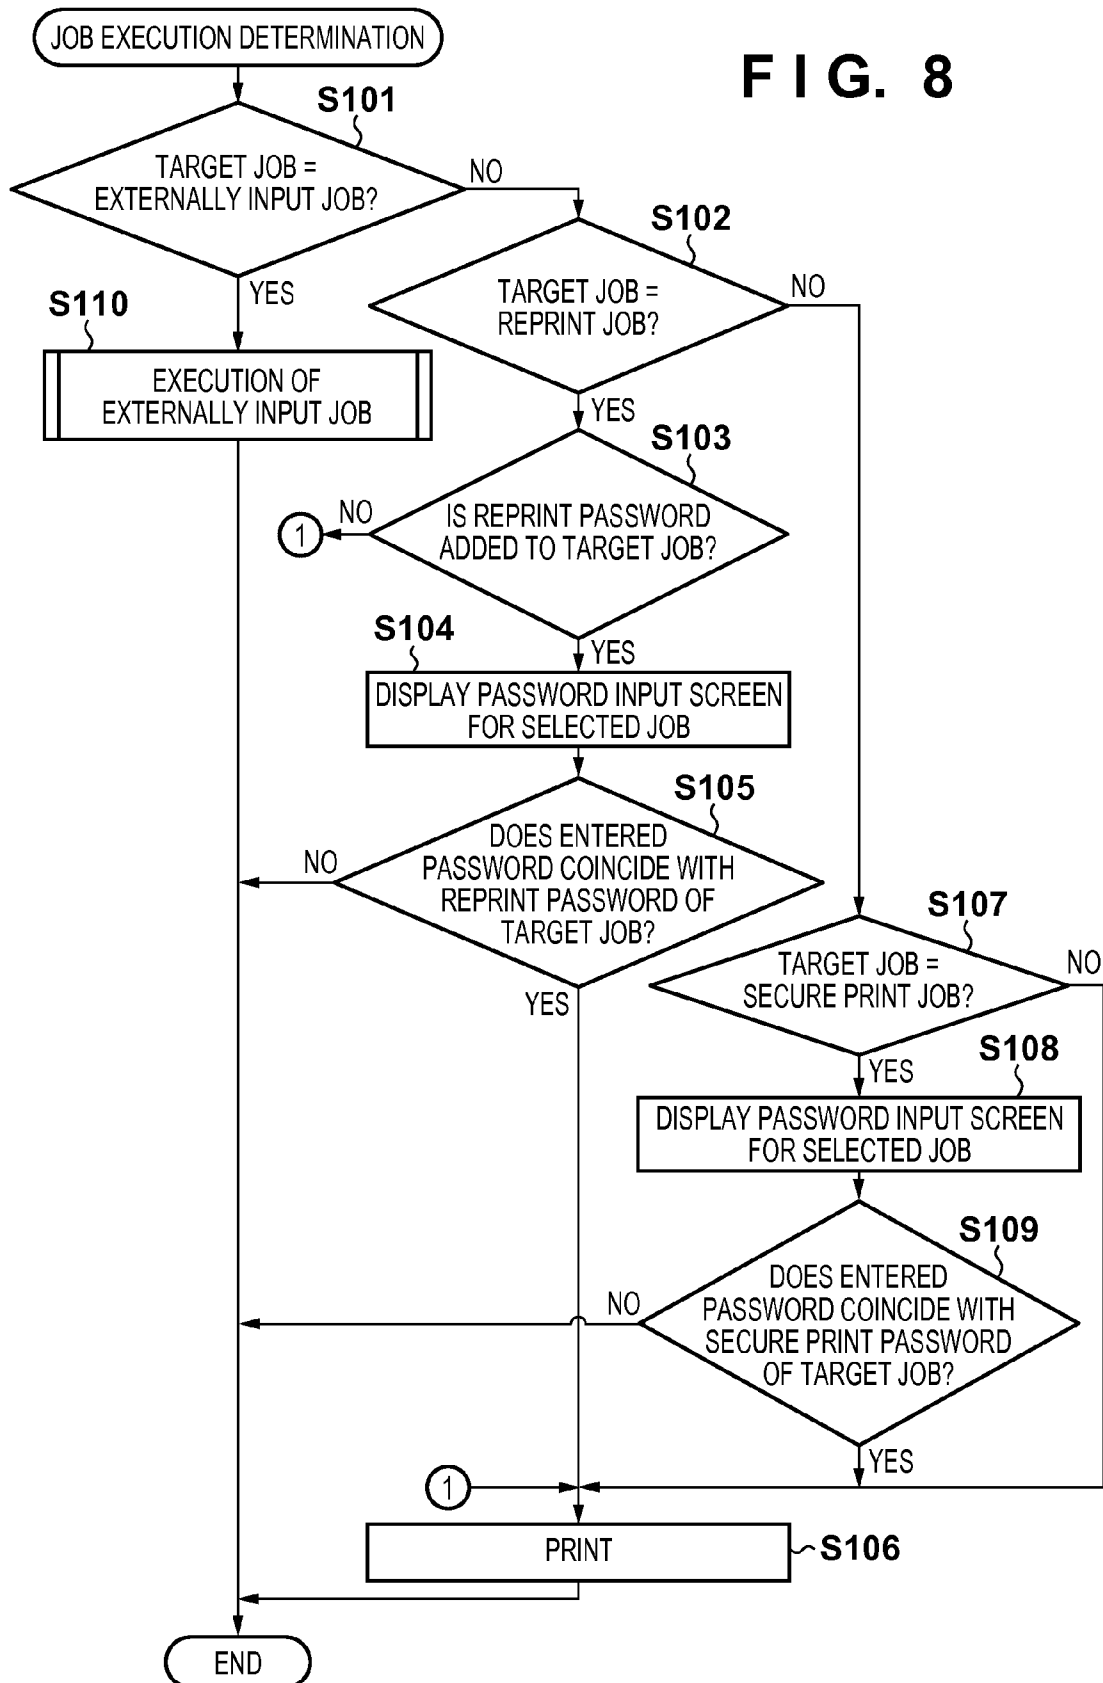 JOB EXECUTION DETERMINATION
FIG. 8
S101
TARGET JOB =
EXTERNALLY INPUT JOB?
NO
YES
S102
TARGET JOB =
REPRINT JOB?
NO
YES
S110
EXECUTION OF
EXTERNALLY INPUT JOB
S103
IS REPRINT PASSWORD
ADDED TO TARGET JOB?
NO
1
YES
S104
DISPLAY PASSWORD INPUT SCREEN
FOR SELECTED JOB
S105
DOES ENTERED
PASSWORD COINCIDE WITH
REPRINT PASSWORD OF
TARGET JOB?
NO
YES
S107
TARGET JOB =
SECURE PRINT JOB?
NO
YES
S108
DISPLAY PASSWORD INPUT SCREEN
FOR SELECTED JOB
S109
DOES ENTERED
PASSWORD COINCIDE WITH
SECURE PRINT PASSWORD
OF TARGET JOB?
NO
YES
1
PRINT
S106
END